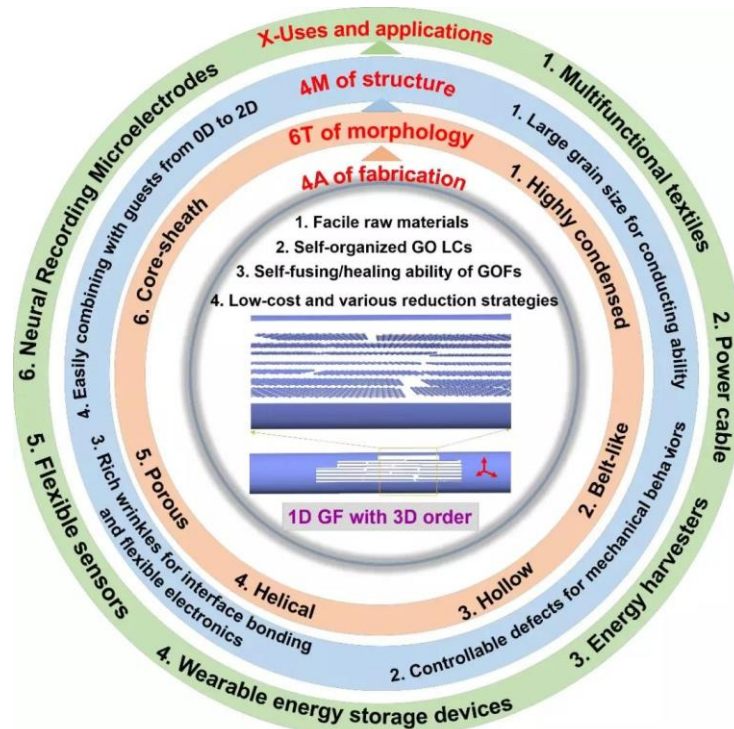 X-Uses and applications
1. Multifunctional textiles
2. Power cable
3. Energy harvesters
4. Wearable energy storage devices
5. Flexible sensors
6. Neural Recording Microelectrodes
4M of structure
1. Large grain size for conducting ability
2. Controllable defects for mechanical behaviors
3. Rich wrinkles for interface bonding
and flexible electronics
4. Easily combining with guests from 0D to 2D
6T of morphology
1. Highly condensed
2. Belt-like
3. Hollow
4. Helical
5. Porous
6. Core-sheath
4A of fabrication
1. Facile raw materials
2. Self-organized GO LCs
3. Self-fusing/healing ability of GOFs
4. Low-cost and various reduction strategies
1D GF with 3D order